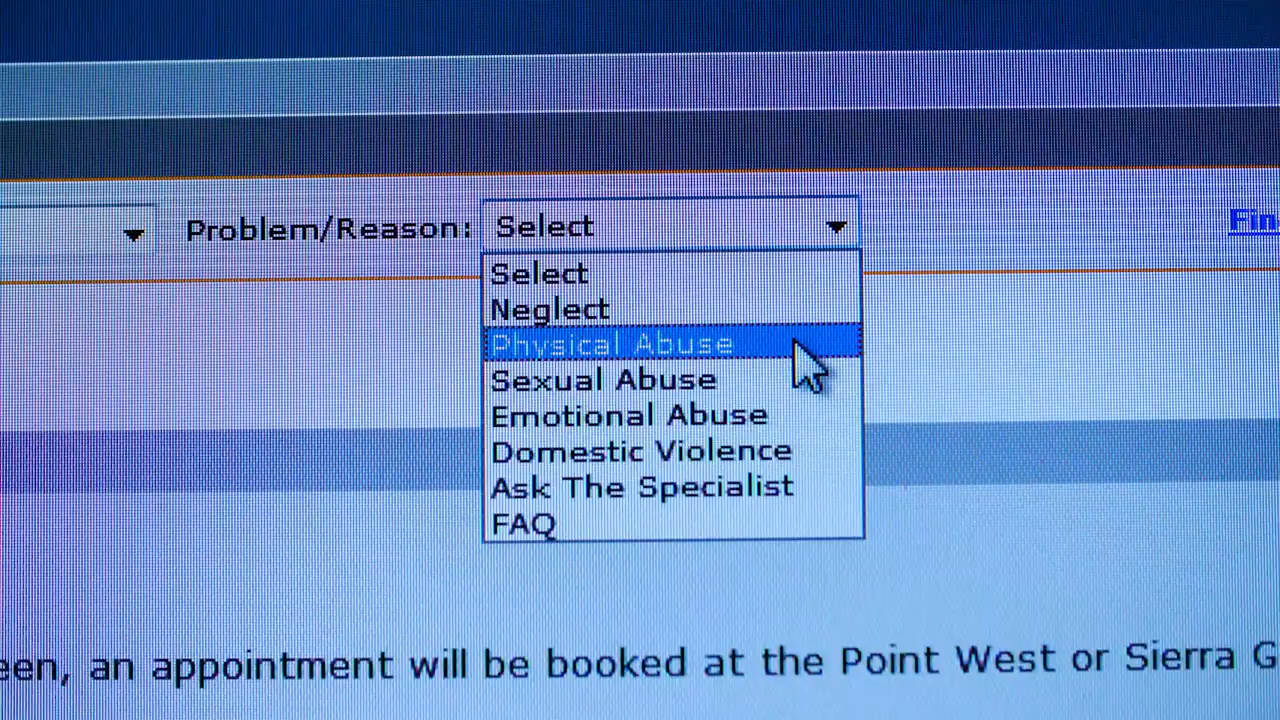 Problem/Reason: Select
Fin
Select
Neglect
Physical Abuse
Sexual Abuse
Emotional Abuse
Domestic Violence
Ask The Specialist
FAQ
een, an appointment will be booked at the Point West or Sierra G